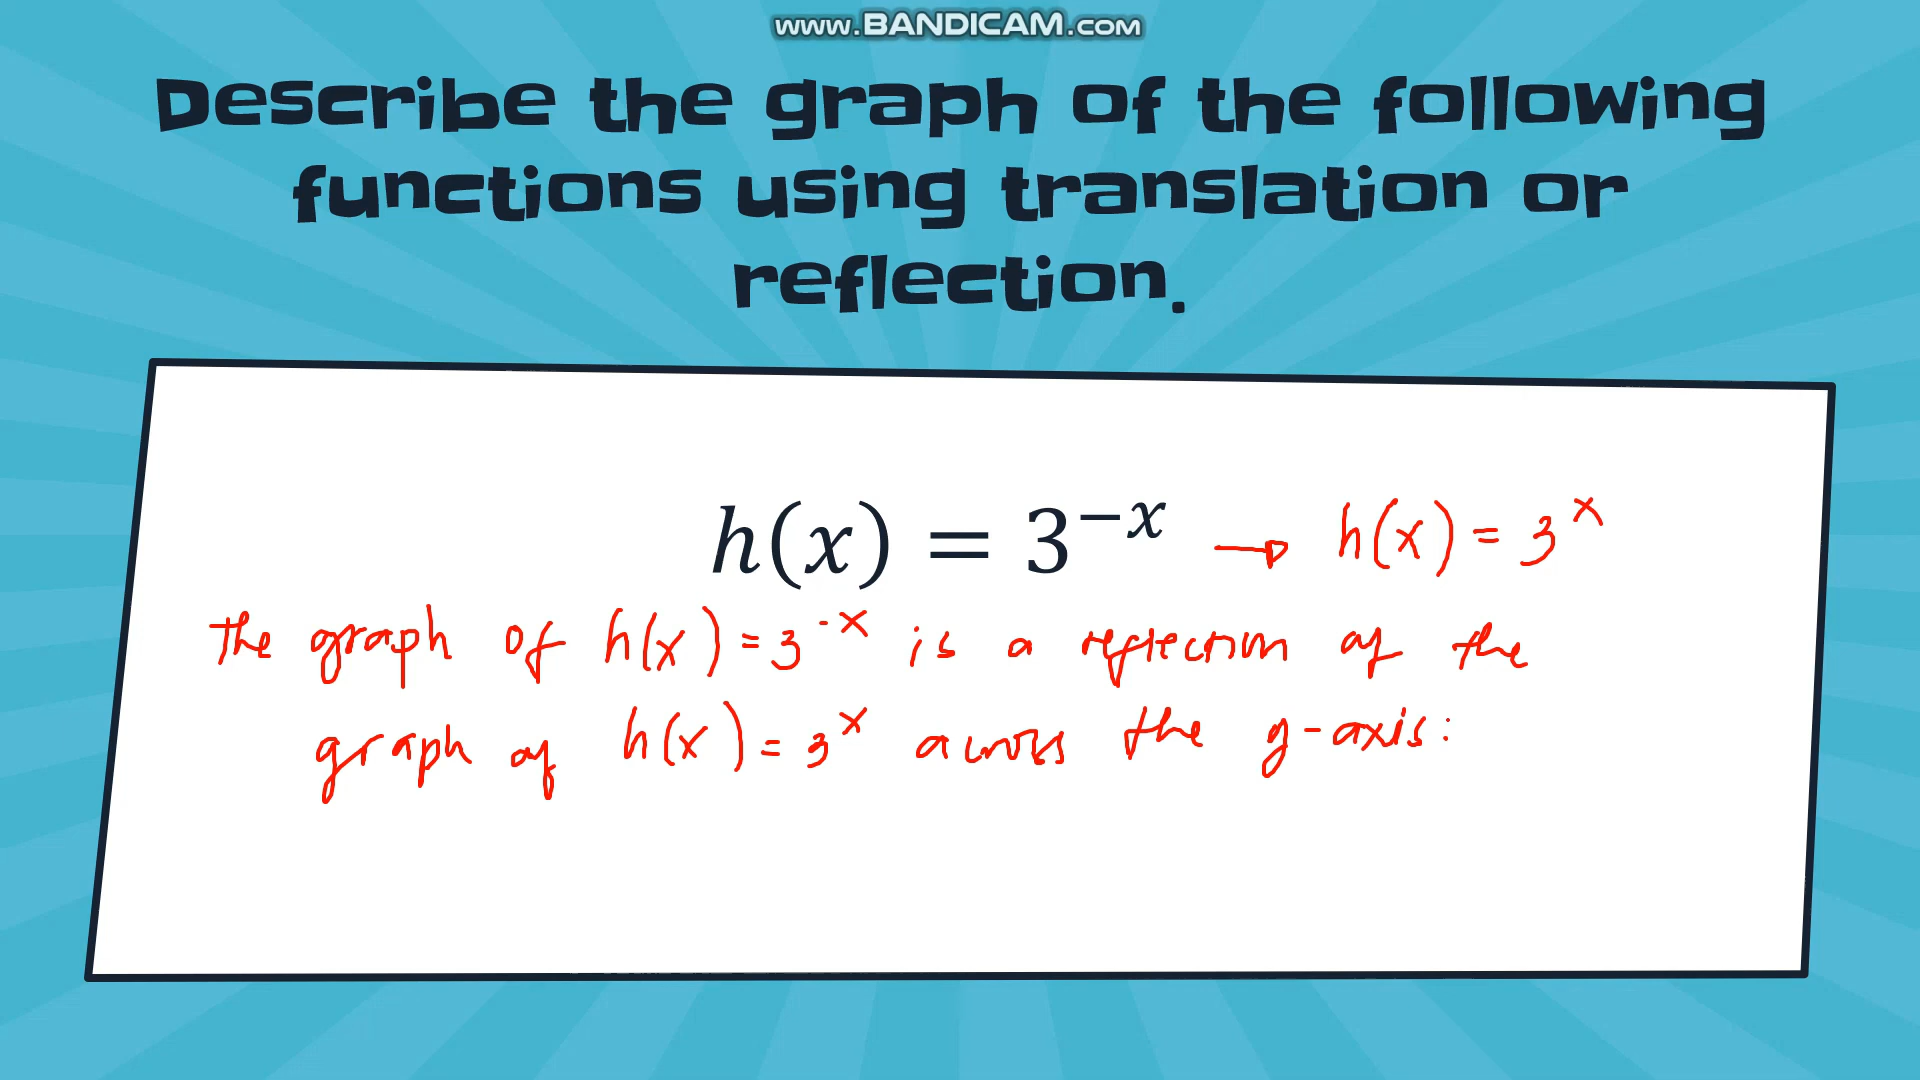 www.BANDICAM.com
Describe the graph of the following
functions using translation or
reflection.
h(x) = 3^{-x} → h(x) = 3^x
The graph of h(x) = 3^{-x} is a reflection of the
graph of h(x) = 3^x across the y-axis: